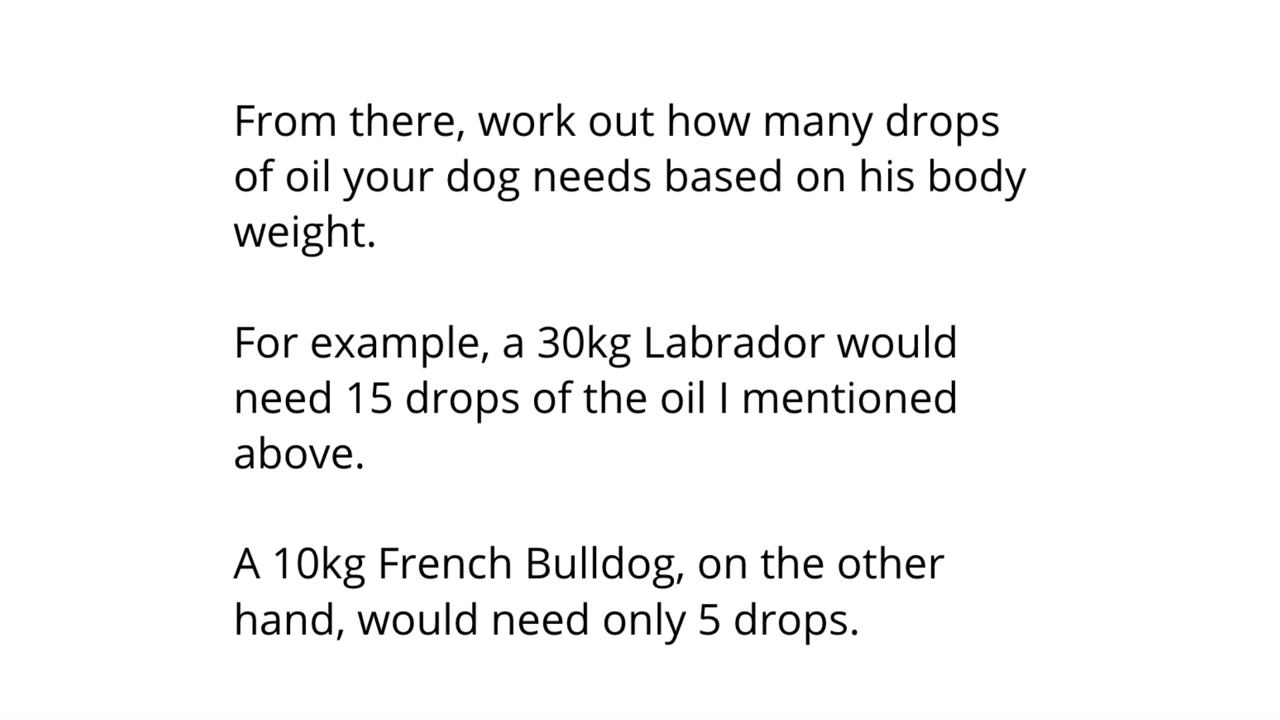 From there, work out how many drops
of oil your dog needs based on his body
weight.
For example, a 30kg Labrador would
need 15 drops of the oil I mentioned
above.
A 10kg French Bulldog, on the other
hand, would need only 5 drops.